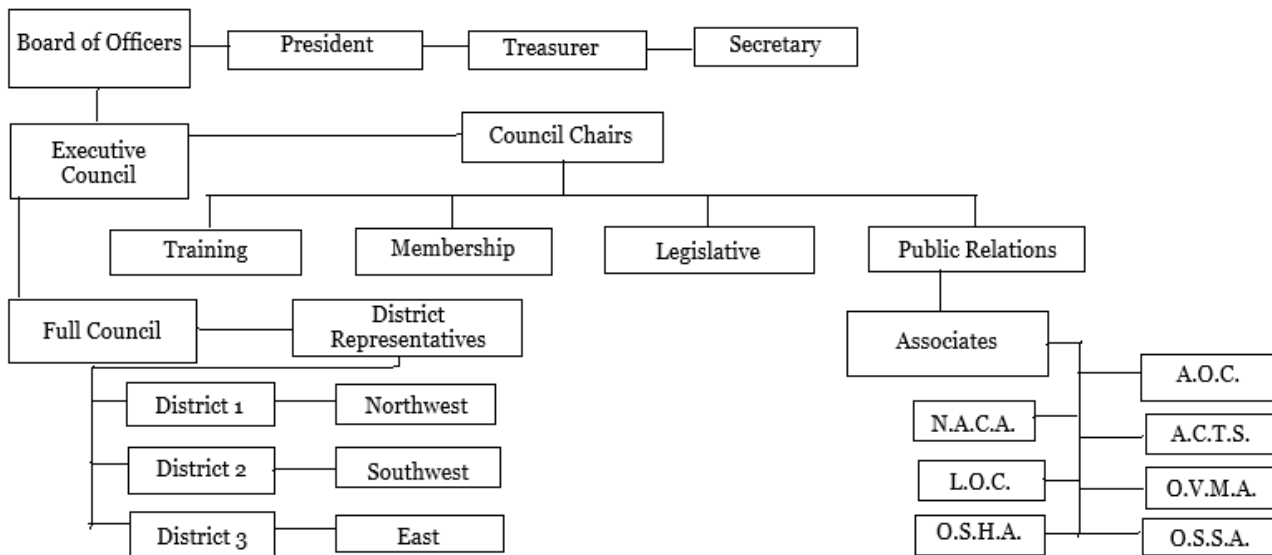 Board of Officers
President
Treasurer
Secretary
Executive
Council
Council Chairs
Training
Membership
Legislative
Public Relations
Full Council
District
Representatives
Associates
District 1
Northwest
District 2
Southwest
District 3
East
A.O.C.
N.A.C.A.
A.C.T.S.
L.O.C.
O.V.M.A.
O.S.H.A.
O.S.S.A.